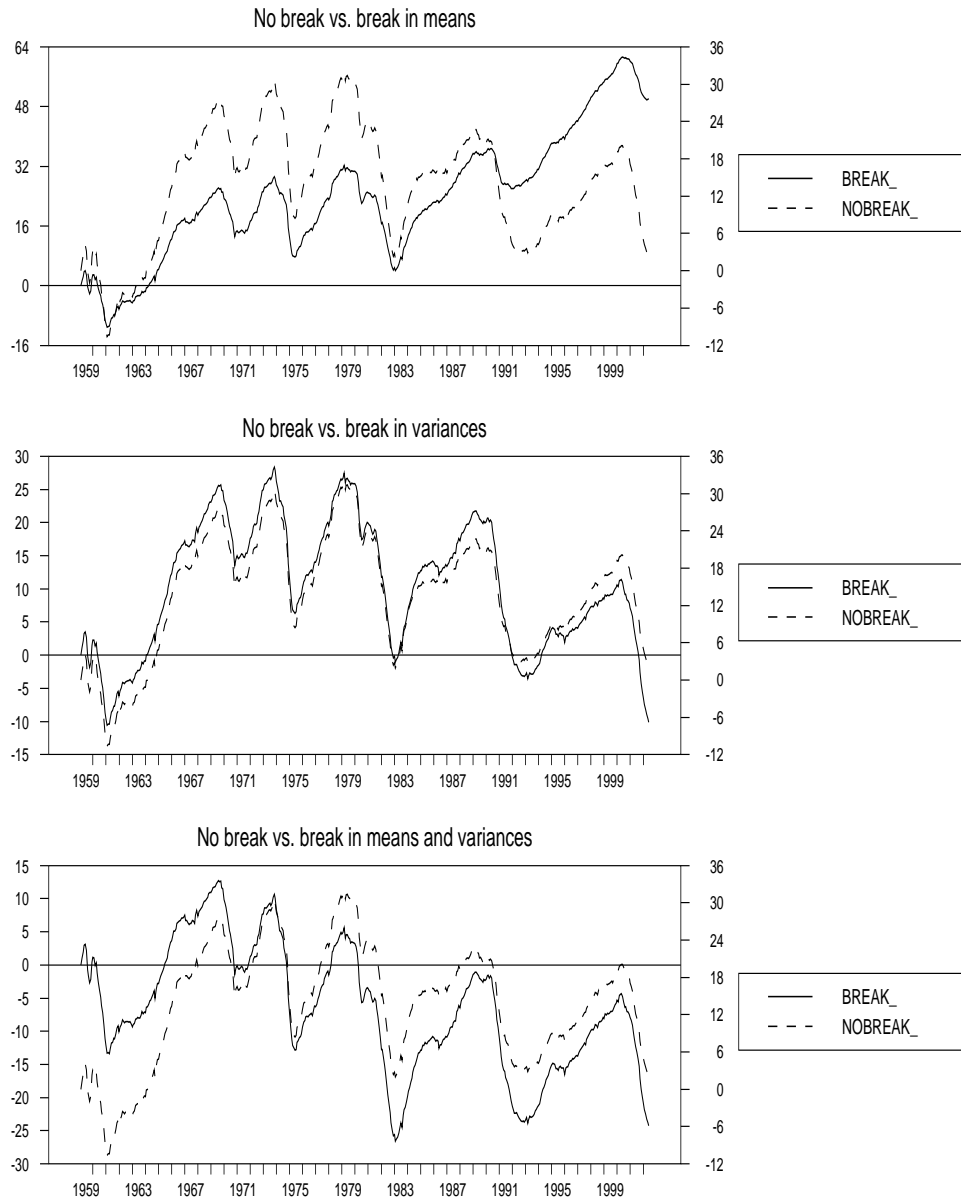 No break vs. break in means
64 36
48 30
32 24
16 18
0 12
-16 6
0
-6
-12
BREAK_
NOBREAK_
1959 1963 1967 1971 1975 1979 1983 1987 1991 1995 1999
No break vs. break in variances
30 36
25 30
20 24
15 18
10 12
5 6
0 0
-5 -6
-10 -12
-15
BREAK_
NOBREAK_
1959 1963 1967 1971 1975 1979 1983 1987 1991 1995 1999
No break vs. break in means and variances
15 36
10 30
5 24
0 18
-5 12
-10 6
-15 0
-20 -6
-25 -12
-30
BREAK_
NOBREAK_
1959 1963 1967 1971 1975 1979 1983 1987 1991 1995 1999